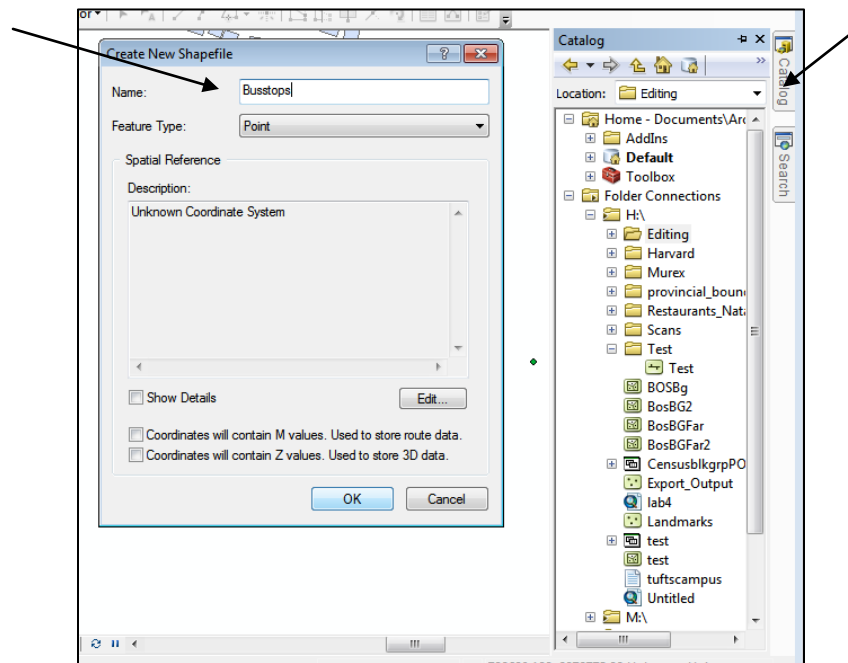 or
Create New Shapefile
Name:
Busstops
Feature Type:
Point
Spatial Reference
Description:
Unknown Coordinate System
Show Details
Edit...
Coordinates will contain M values. Used to store route data.
Coordinates will contain Z values. Used to store 3D data.
OK
Cancel
Catalog
Location:
Editing
Home - Documents\Arc
AddIns
Default
Toolbox
Folder Connections
H:\
Editing
Harvard
Murex
provincial_boun
Restaurants_Nat
Scans
Test
Test
BOSBg
BosBG2
BosBGFar
BosBGFar2
CensusblkgrpPO
Export_Output
lab4
Landmarks
test
test
tuftscampus
Untitled
M:\
Catalog
Search